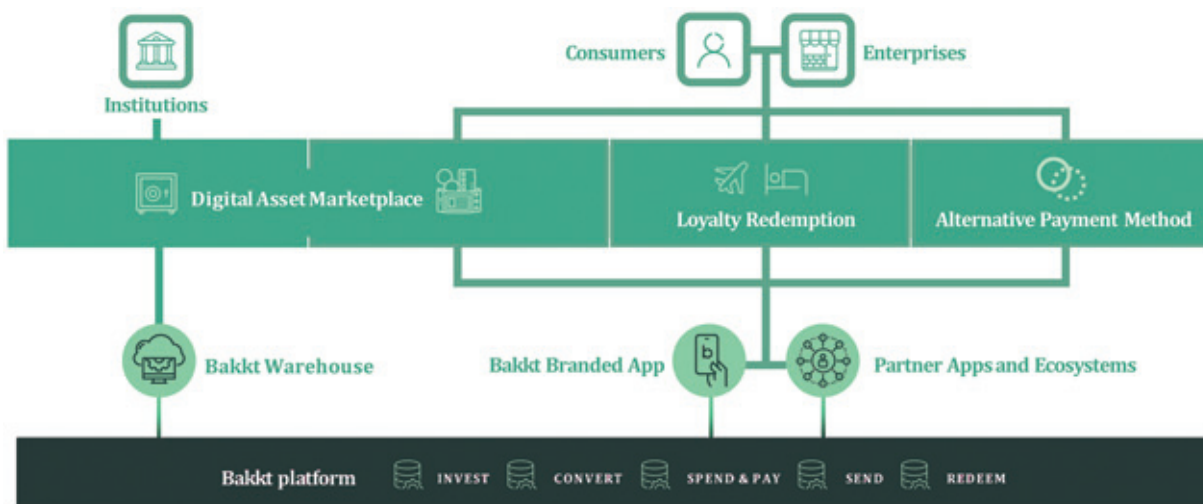 Consumers
Enterprises
Institutions
Digital Asset Marketplace
Loyalty Redemption
Alternative Payment Method
Bakkt Warehouse
Bakkt Branded App
b
Partner Apps and Ecosystems
Bakkt platform INVEST CONVERT SPEND & PAY SEND REDEEM